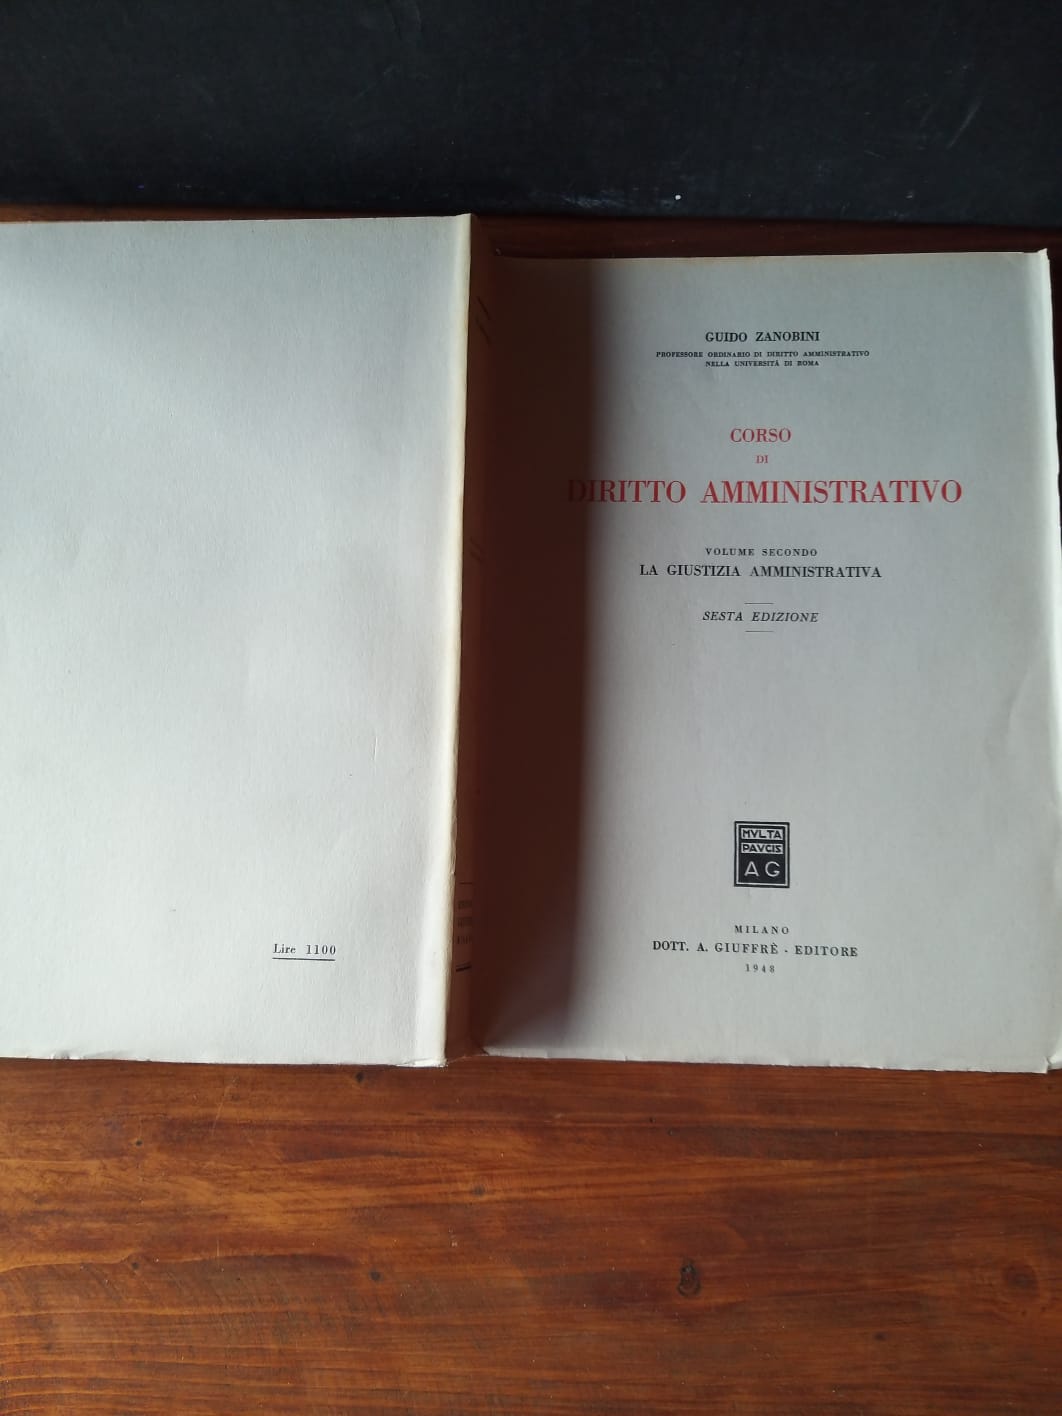 Lire 1100
GUIDO ZANOBINI
PROFESSORE ORDINARIO DI DIRITTO AMMINISTRATIVO
NELLA UNIVERSITÀ DI ROMA
CORSO
DI
DIRITTO AMMINISTRATIVO
VOLUME SECONDO
LA GIUSTIZIA AMMINISTRATIVA
SESTA EDIZIONE
MVLTA
PAVCIS
AG
MILANO
DOTT. A. GIUFFRÈ - EDITORE
1948